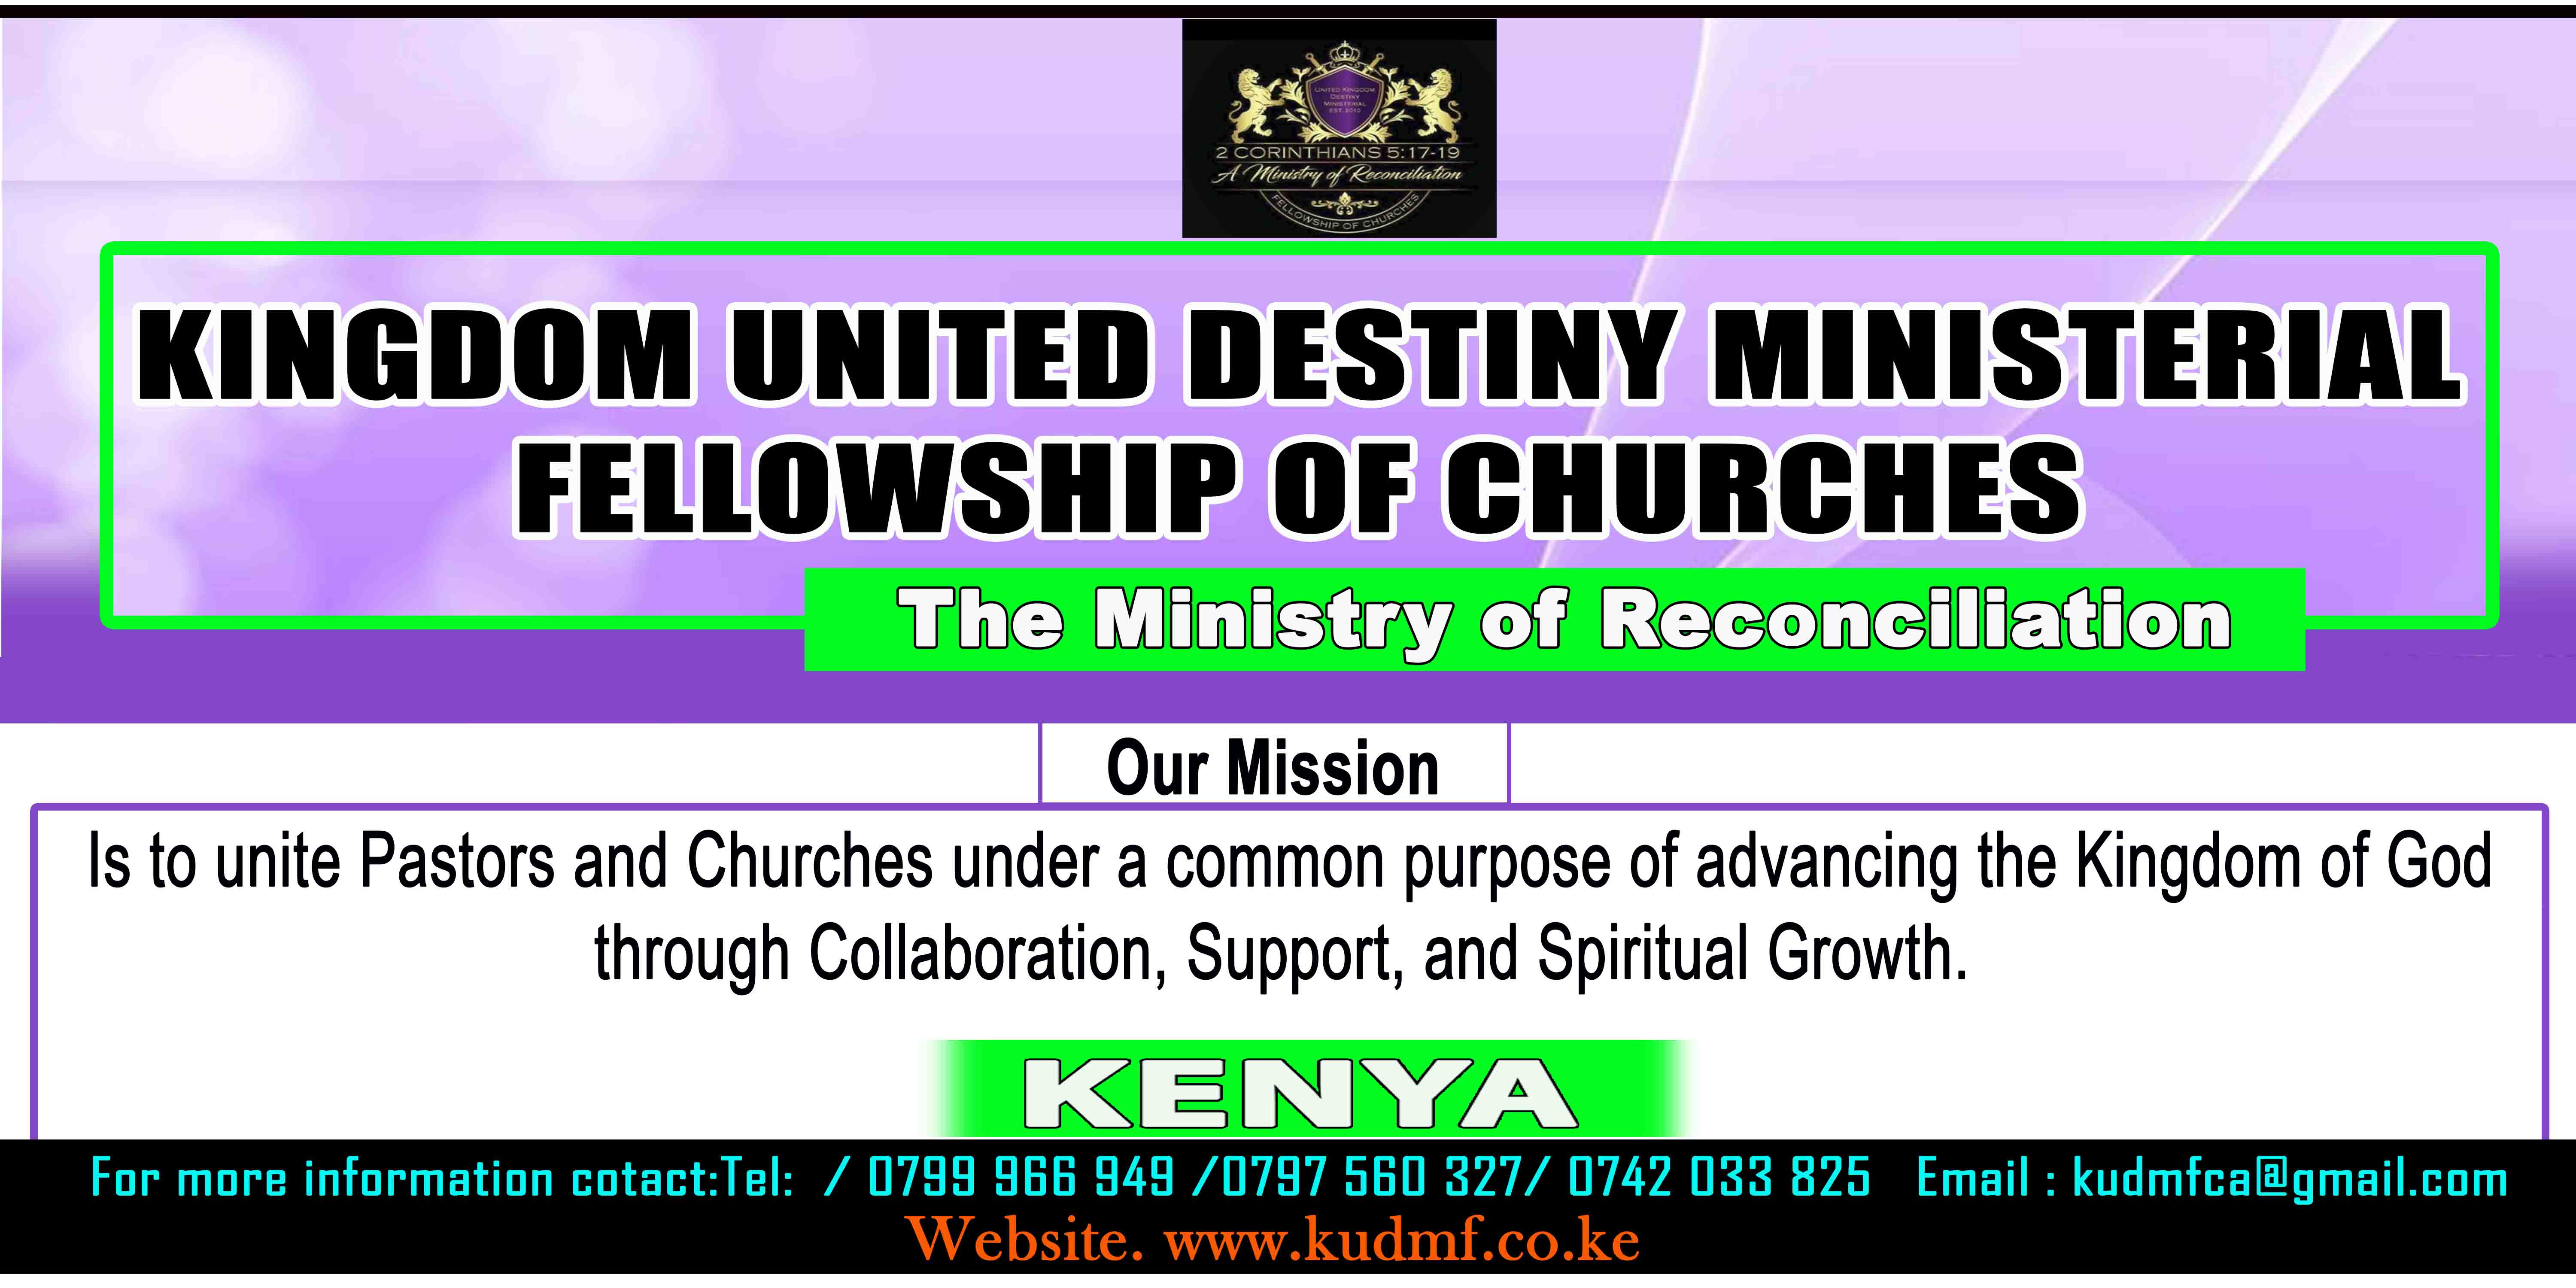 UNITED KINGDOM
DESTINY
MINISTERIAL
EST. 2010
2 CORINTHIANS 5:17-19
A Ministry of Reconciliation
FELLOWSHIP OF CHURCHES
KINGDOM UNITED DESTINY MINISTERIAL
FELLOWSHIP OF CHURCHES
The Ministry of Reconciliation
Our Mission
Is to unite Pastors and Churches under a common purpose of advancing the Kingdom of God
through Collaboration, Support, and Spiritual Growth.
KENYA
For more information cotact:Tel: / 0799 966 949 /0797 560 327/ 0742 033 825 Email : kudmfca@gmail.com
Website. www.kudmf.co.ke